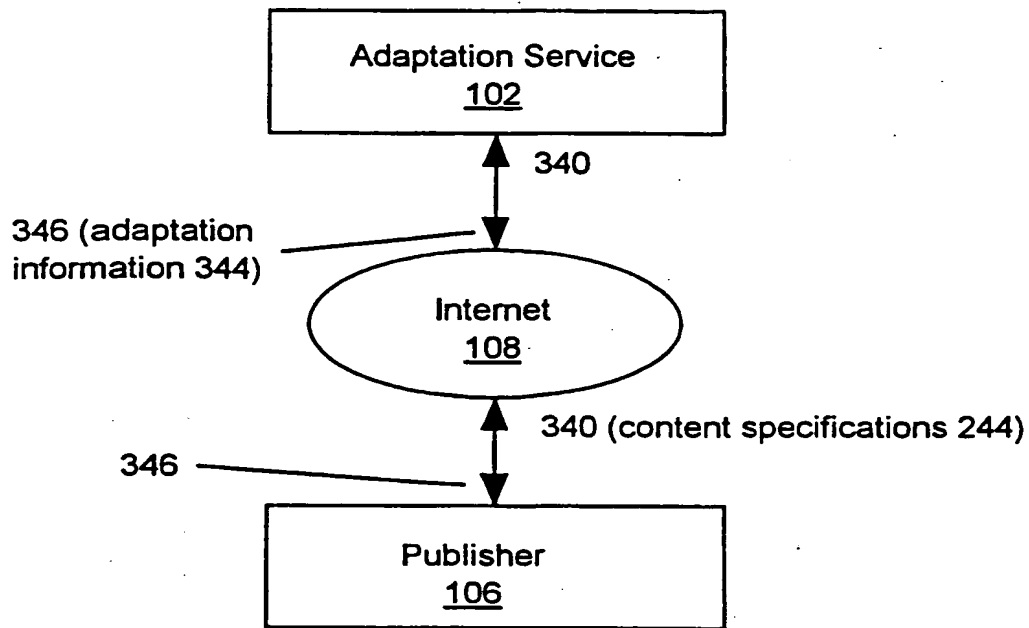 Adaptation Service
102
340
346 (adaptation
information 344)
Internet
108
340 (content specifications 244)
346
Publisher
106